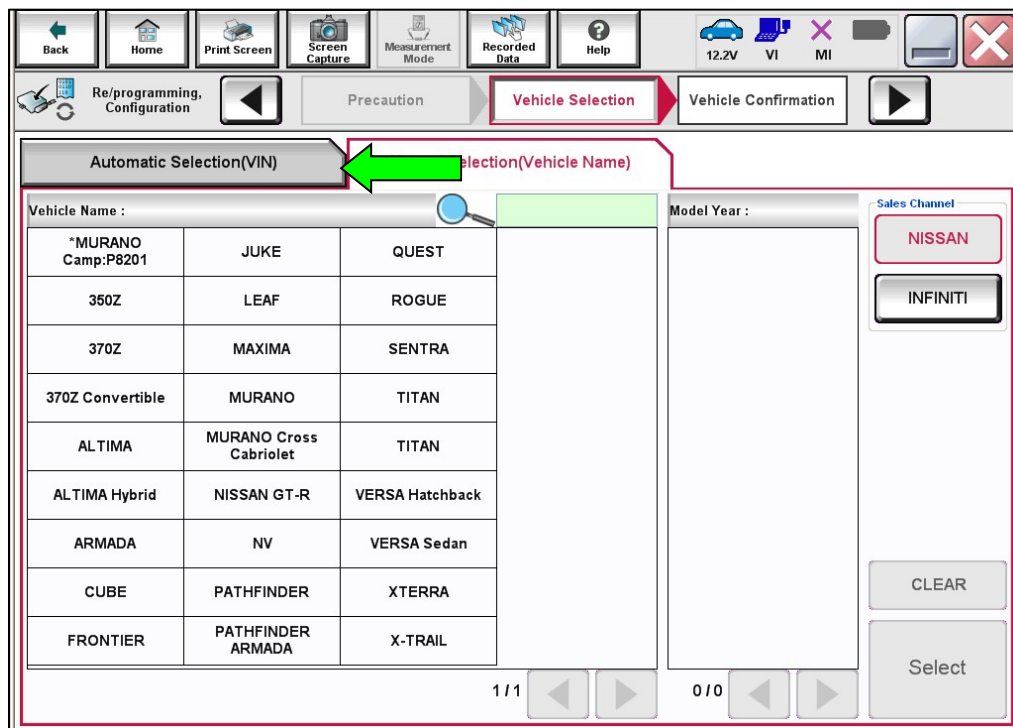 Back
Home
Print Screen
Screen
Capture
Measurement
Mode
Recorded
Data
Help
12.2V
VI
MI
Re/programming,
Configuration
Precaution
Vehicle Selection
Vehicle Confirmation
Automatic Selection(VIN)
election(Vehicle Name)
Vehicle Name :
Model Year :
Sales Channel
*MURANO
Camp:P8201
JUKE
QUEST
NISSAN
350Z
LEAF
ROGUE
INFINITI
370Z
MAXIMA
SENTRA
370Z Convertible
MURANO
TITAN
ALTIMA
MURANO Cross
Cabriolet
TITAN
ALTIMA Hybrid
NISSAN GT-R
VERSA Hatchback
ARMADA
NV
VERSA Sedan
CUBE
PATHFINDER
XTERRA
CLEAR
FRONTIER
PATHFINDER
ARMADA
X-TRAIL
Select
1/1
0/0